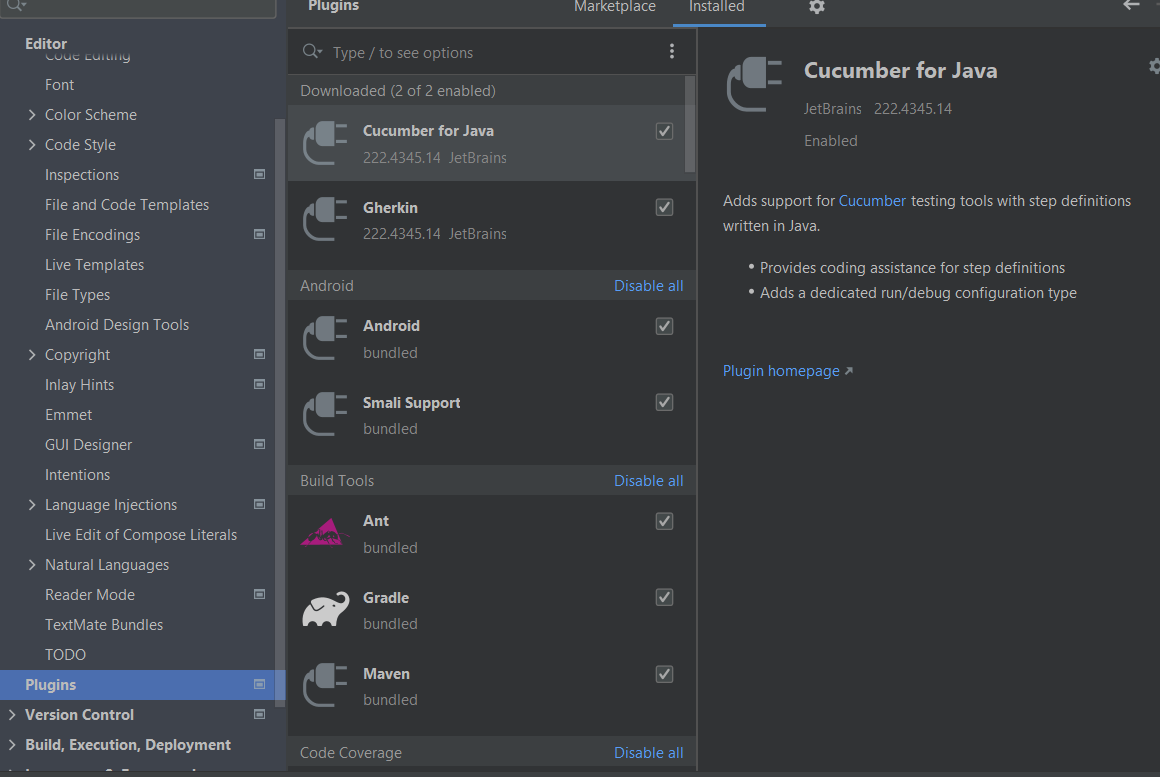 Editor
Code Editing
Font
Color Scheme
Code Style
Inspections
File and Code Templates
File Encodings
Live Templates
File Types
Android Design Tools
Copyright
Inlay Hints
Emmet
GUI Designer
Intentions
Language Injections
Live Edit of Compose Literals
Natural Languages
Reader Mode
TextMate Bundles
TODO
Plugins
Version Control
Build, Execution, Deployment
Plugins
Marketplace
Installed
Type / to see options
Downloaded (2 of 2 enabled)
Cucumber for Java
222.4345.14 JetBrains
Gherkin
222.4345.14 JetBrains
Android Disable all
Android
bundled
Smali Support
bundled
Build Tools Disable all
Ant
bundled
Gradle
bundled
Maven
bundled
Code Coverage Disable all
Cucumber for Java
JetBrains 222.4345.14
Enabled
Adds support for Cucumber testing tools with step definitions
written in Java.
• Provides coding assistance for step definitions
• Adds a dedicated run/debug configuration type
Plugin homepage